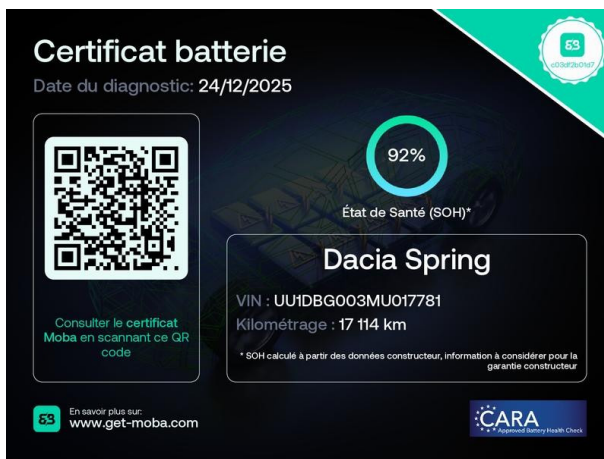 Certificat batterie
Date du diagnostic: 24/12/2025
c03df2b01d7
92%
État de Santé (SOH)*
Dacia Spring
VIN : UU1DBG003MU017781
Kilométrage : 17 114 km
* SOH calculé à partir des données constructeur, information à considérer pour la
garantie constructeur
Consulter le certificat
Moba en scannant ce QR
code
En savoir plus sur:
www.get-moba.com
CARA
Approved Battery Health Check